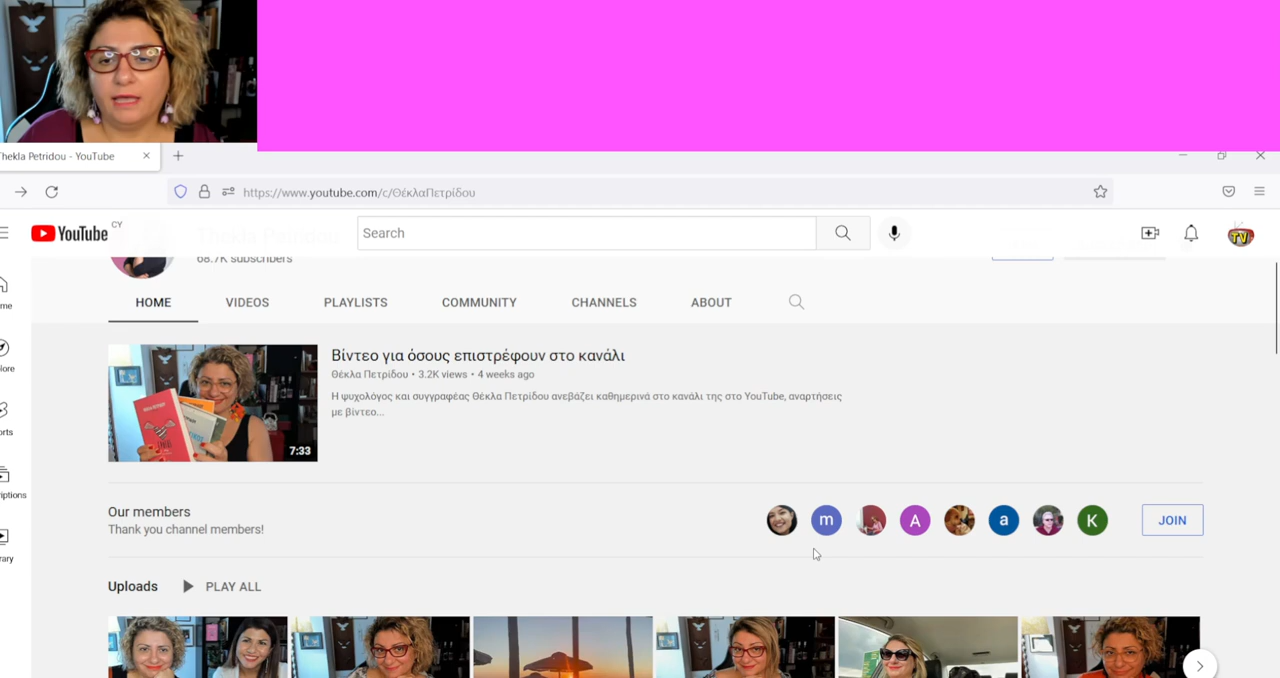 Thekla Petridou - YouTube
https://www.youtube.com/c/ΘέκλαΠετρίδου
YouTube CY
Search
TV
68.7K subscribers
HOME VIDEOS PLAYLISTS COMMUNITY CHANNELS ABOUT
Βίντεο για όσους επιστρέφουν στο κανάλι
Θέκλα Πετρίδου • 3.2K views • 4 weeks ago
Η ψυχολόγος και συγγραφέας Θέκλα Πετρίδου ανεβάζει καθημερινά στο κανάλι της στο YouTube, αναρτήσεις
με βίντεο...
7:33
Our members
Thank you channel members!
m A a K
JOIN
Uploads PLAY ALL